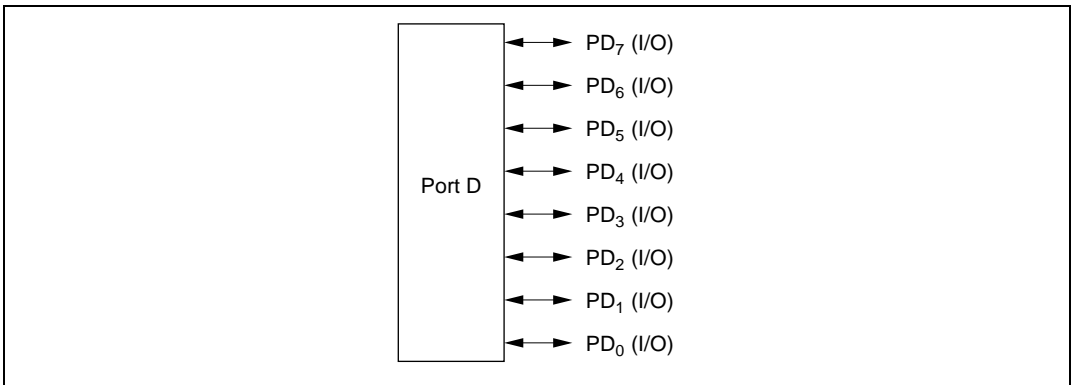 PD₇ (I/O)
PD₆ (I/O)
PD₅ (I/O)
PD₄ (I/O)
Port D
PD₃ (I/O)
PD₂ (I/O)
PD₁ (I/O)
PD₀ (I/O)